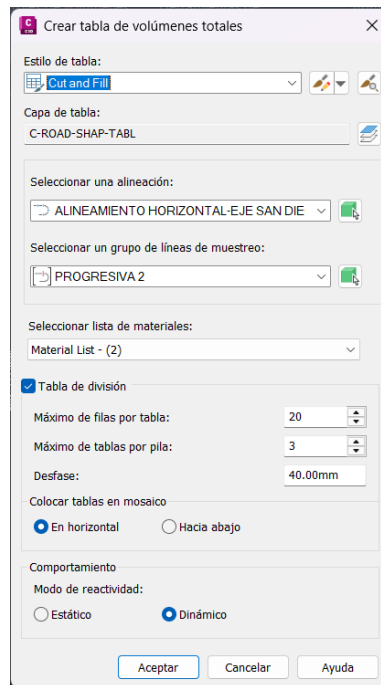 C
C3D
Crear tabla de volúmenes totales
Estilo de tabla:
Cut and Fill
Capa de tabla:
C-ROAD-SHAP-TABL
Seleccionar una alineación:
ALINEAMIENTO HORIZONTAL-EJE SAN DIE
Seleccionar un grupo de líneas de muestreo:
PROGRESIVA 2
Seleccionar lista de materiales:
Material List - (2)
Tabla de división
Máximo de filas por tabla: 20
Máximo de tablas por pila: 3
Desfase: 40.00mm
Colocar tablas en mosaico
En horizontal Hacia abajo
Comportamiento
Modo de reactividad:
Estático Dinámico
Aceptar Cancelar Ayuda